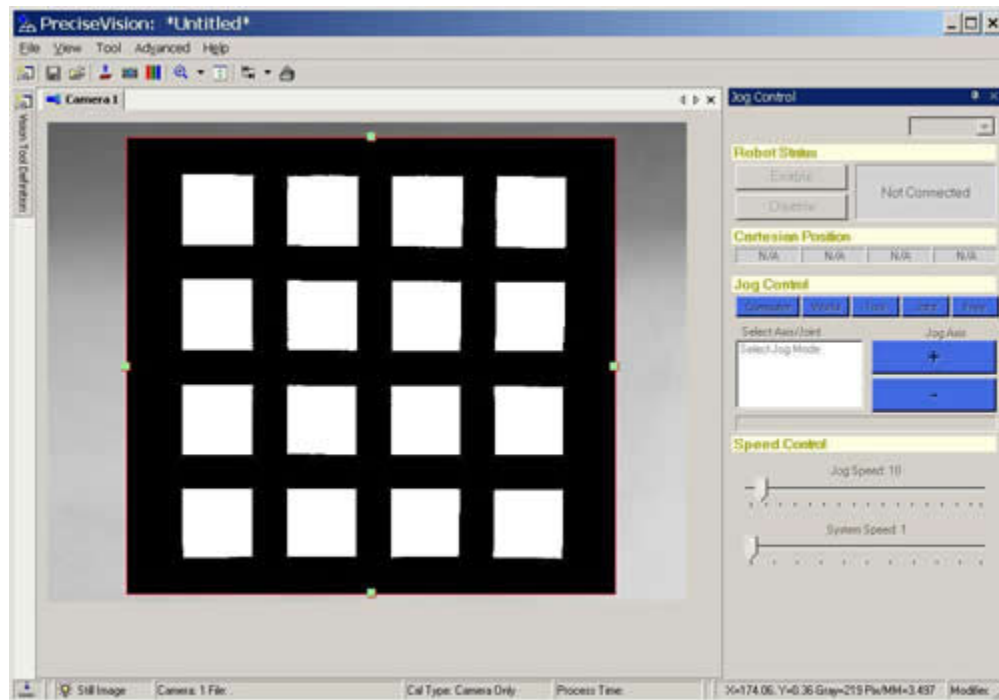 PreciseVision: *Untitled*
File View Tool Advanced Help
Camera 1
Jog Control
Vision Tool Definition
Robot Status
Enable
Not Connected
Disable
Cartesian Position
N/A N/A N/A N/A
Jog Control
Computer World Tool Joint Free
Select Axis/Joint Jog Axis
Select Jog Mode
+
-
Speed Control
Jog Speed: 10
System Speed: 1
Still Image Camera: 1 File: Cal Type: Camera Only Process Time: X=174.06, Y=0.36 Gray=219 Pix/MM=3.497 Modifier: